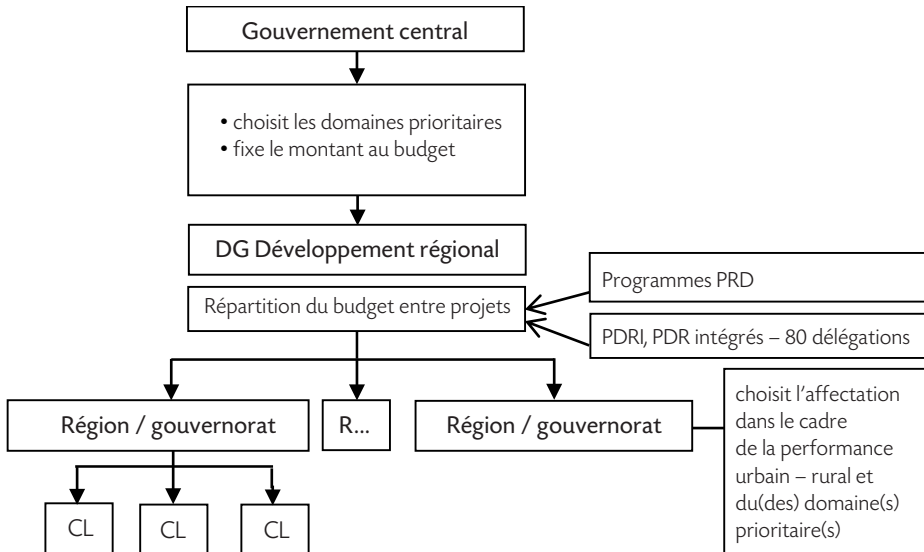 Gouvernement central
• choisit les domaines prioritaires
• fixe le montant au budget
DG Développement régional
Répartition du budget entre projets
Programmes PRD
PDRI, PDR intégrés – 80 délégations
Région / gouvernorat
R...
Région / gouvernorat
choisit l'affectation
dans le cadre
de la performance
urbain – rural et
du(des) domaine(s)
prioritaire(s)
CL
CL
CL